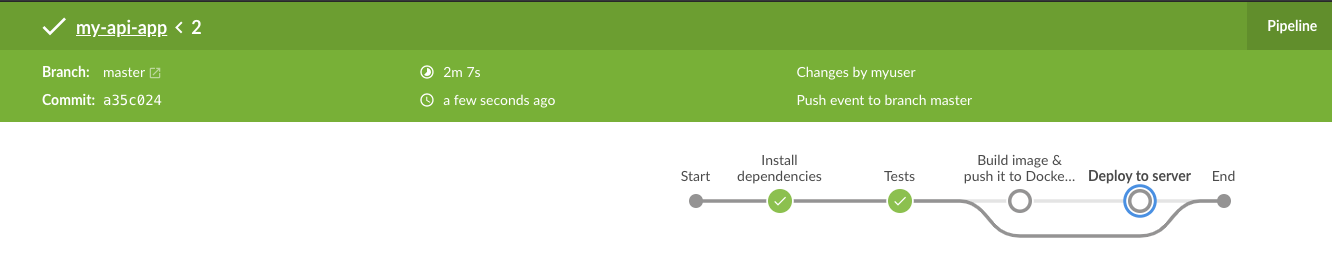 my-api-app < 2
Pipeline
Branch: master
2m 7s
Changes by myuser
Commit: a35c024
a few seconds ago
Push event to branch master
Start
Install
dependencies
Tests
Build image &
push it to Docke...
Deploy to server
End